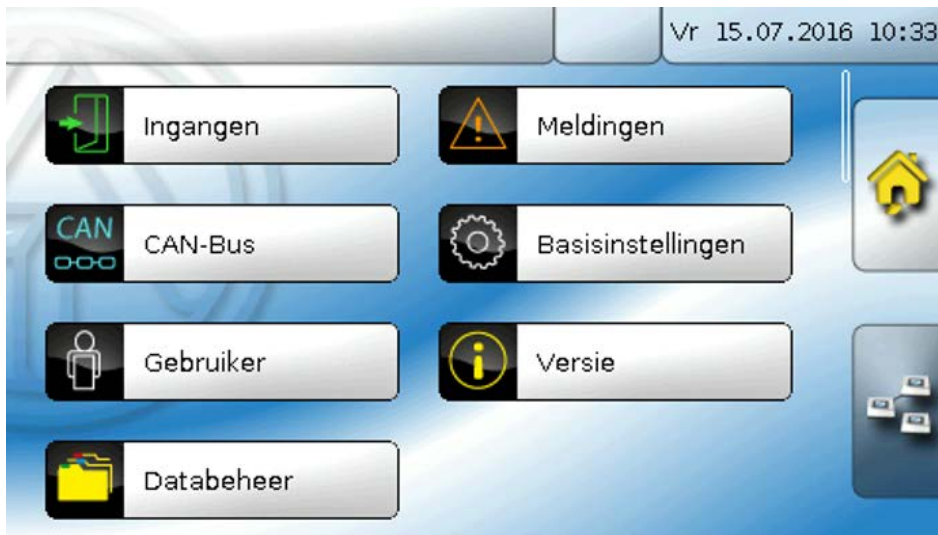 Vr 15.07.2016 10:33
Ingangen
Meldingen
CAN
CAN-Bus
Basisinstellingen
Gebruiker
Versie
Databeheer